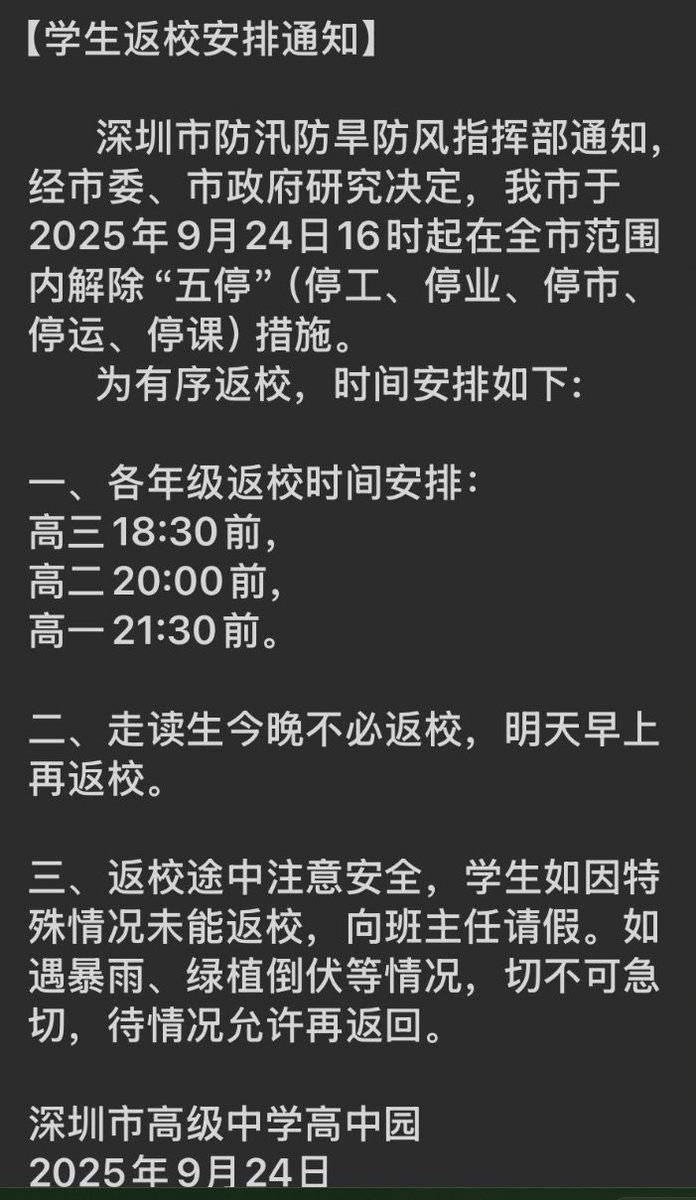 【学生返校安排通知】
深圳市防汛防旱防风指挥部通知，
经市委、市政府研究决定，我市于
2025年9月24日16时起在全市范围
内解除“五停”（停工、停业、停市、
停运、停课）措施。
为有序返校，时间安排如下：
一、各年级返校时间安排：
高三18:30前，
高二20:00前，
高一21:30前。
二、走读生今晚不必返校，明天早上
再返校。
三、返校途中注意安全，学生如因特
殊情况未能返校，向班主任请假。如
遇暴雨、绿植倒伏等情况，切不可急
切，待情况允许再返回。
深圳市高级中学高中园
2025年9月24日